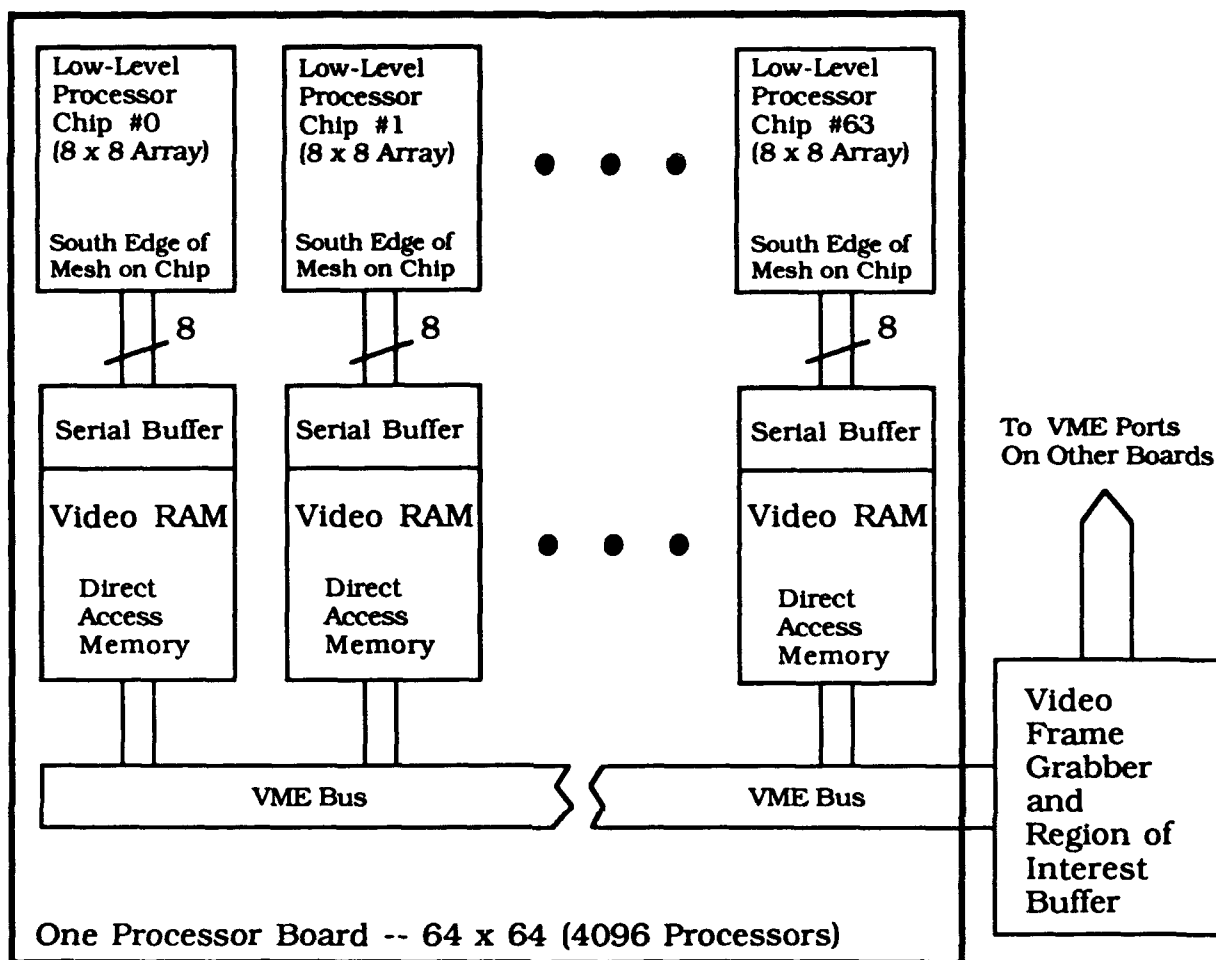 Low-Level
Processor
Chip #0
(8 x 8 Array)
South Edge of
Mesh on Chip
8
Serial Buffer
Video RAM
Direct
Access
Memory
Low-Level
Processor
Chip #1
(8 x 8 Array)
South Edge of
Mesh on Chip
8
Serial Buffer
Video RAM
Direct
Access
Memory
Low-Level
Processor
Chip #63
(8 x 8 Array)
South Edge of
Mesh on Chip
8
Serial Buffer
Video RAM
Direct
Access
Memory
VME Bus
VME Bus
To VME Ports
On Other Boards
Video
Frame
Grabber
and
Region of
Interest
Buffer
One Processor Board -- 64 x 64 (4096 Processors)